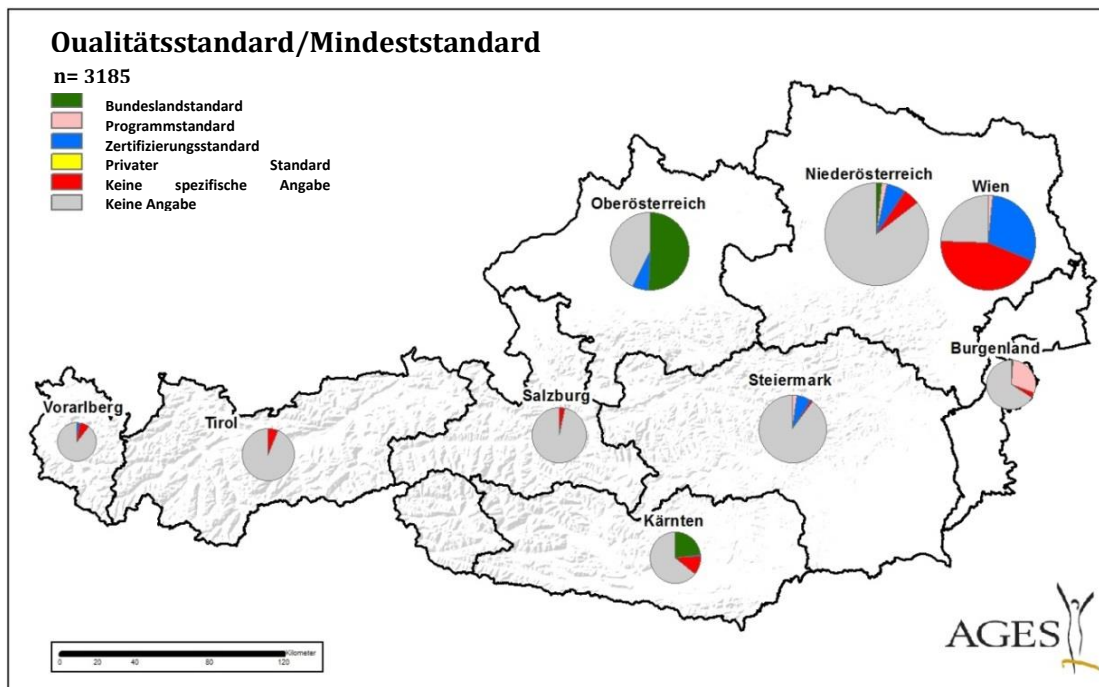 Oualitätsstandard/Mindeststandard
n= 3185
Bundeslandstandard
Programmstandard
Zertifizierungsstandard
Privater Standard
Keine spezifische Angabe
Keine Angabe
Niederösterreich
Wien
Oberösterreich
Burgenland
Steiermark
Salzburg
Vorarlberg
Tirol
Kärnten
AGES
Kilometer
0 20 40 80 120